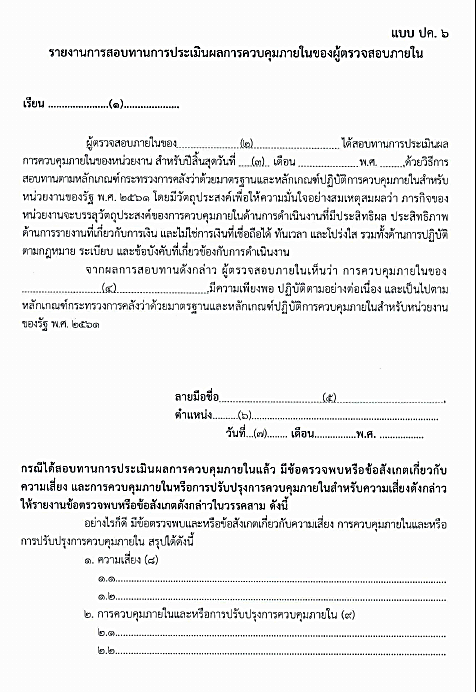 แบบ ปค. ๖
รายงานการสอบทานการประเมินผลการควบคุมภายในของผู้ตรวจสอบภายใน
เรียน ......................(๑)....................
ผู้ตรวจสอบภายในของ......................(๒)..............................ได้สอบทานการประเมินผล
การควบคุมภายในของหน่วยงาน สำหรับปีสิ้นสุดวันที่ ....(๓).. เดือน .....................พ.ศ. .........ด้วยวิธีการ
สอบทานตามหลักเกณฑ์กระทรวงการคลังว่าด้วยมาตรฐานและหลักเกณฑ์ปฏิบัติการควบคุมภายในสำหรับ
หน่วยงานของรัฐ พ.ศ. ๒๕๖๑ โดยมีวัตถุประสงค์เพื่อให้ความมั่นใจอย่างสมเหตุสมผลว่า ภารกิจของ
หน่วยงานจะบรรลุวัตถุประสงค์ของการควบคุมภายในด้านการดำเนินงานที่มีประสิทธิผล ประสิทธิภาพ
ด้านการรายงานที่เกี่ยวกับการเงิน และไม่ใช่การเงินที่เชื่อถือได้ ทันเวลา และโปร่งใส รวมทั้งด้านการปฏิบัติ
ตามกฎหมาย ระเบียบ และข้อบังคับที่เกี่ยวข้องกับการดำเนินงาน
จากผลการสอบทานดังกล่าว ผู้ตรวจสอบภายในเห็นว่า การควบคุมภายในของ
.............................(๔)................................มีความเพียงพอ ปฏิบัติตามอย่างต่อเนื่อง และเป็นไปตาม
หลักเกณฑ์กระทรวงการคลังว่าด้วยมาตรฐานและหลักเกณฑ์ปฏิบัติการควบคุมภายในสำหรับหน่วยงาน
ของรัฐ พ.ศ. ๒๕๖๑
ลายมือชื่อ....................................(๕)......................................
ตำแหน่ง.........(๖)..................................................................
วันที่...(๗)....... เดือน...............พ.ศ. ................
กรณีได้สอบทานการประเมินผลการควบคุมภายในแล้ว มีข้อตรวจพบหรือข้อสังเกตเกี่ยวกับ
ความเสี่ยง และการควบคุมภายในหรือการปรับปรุงการควบคุมภายในสำหรับความเสี่ยงดังกล่าว
ให้รายงานข้อตรวจพบหรือข้อสังเกตดังกล่าวในวรรคสาม ดังนี้
อย่างไรก็ดี มีข้อตรวจพบและหรือข้อสังเกตเกี่ยวกับความเสี่ยง การควบคุมภายในและหรือ
การปรับปรุงการควบคุมภายใน สรุปได้ดังนี้
๑. ความเสี่ยง (๘)
๑.๑.......................................................................................................................
๑.๒.......................................................................................................................
๒. การควบคุมภายในและหรือการปรับปรุงการควบคุมภายใน (๙)
๒.๑.......................................................................................................................
๒.๒.......................................................................................................................